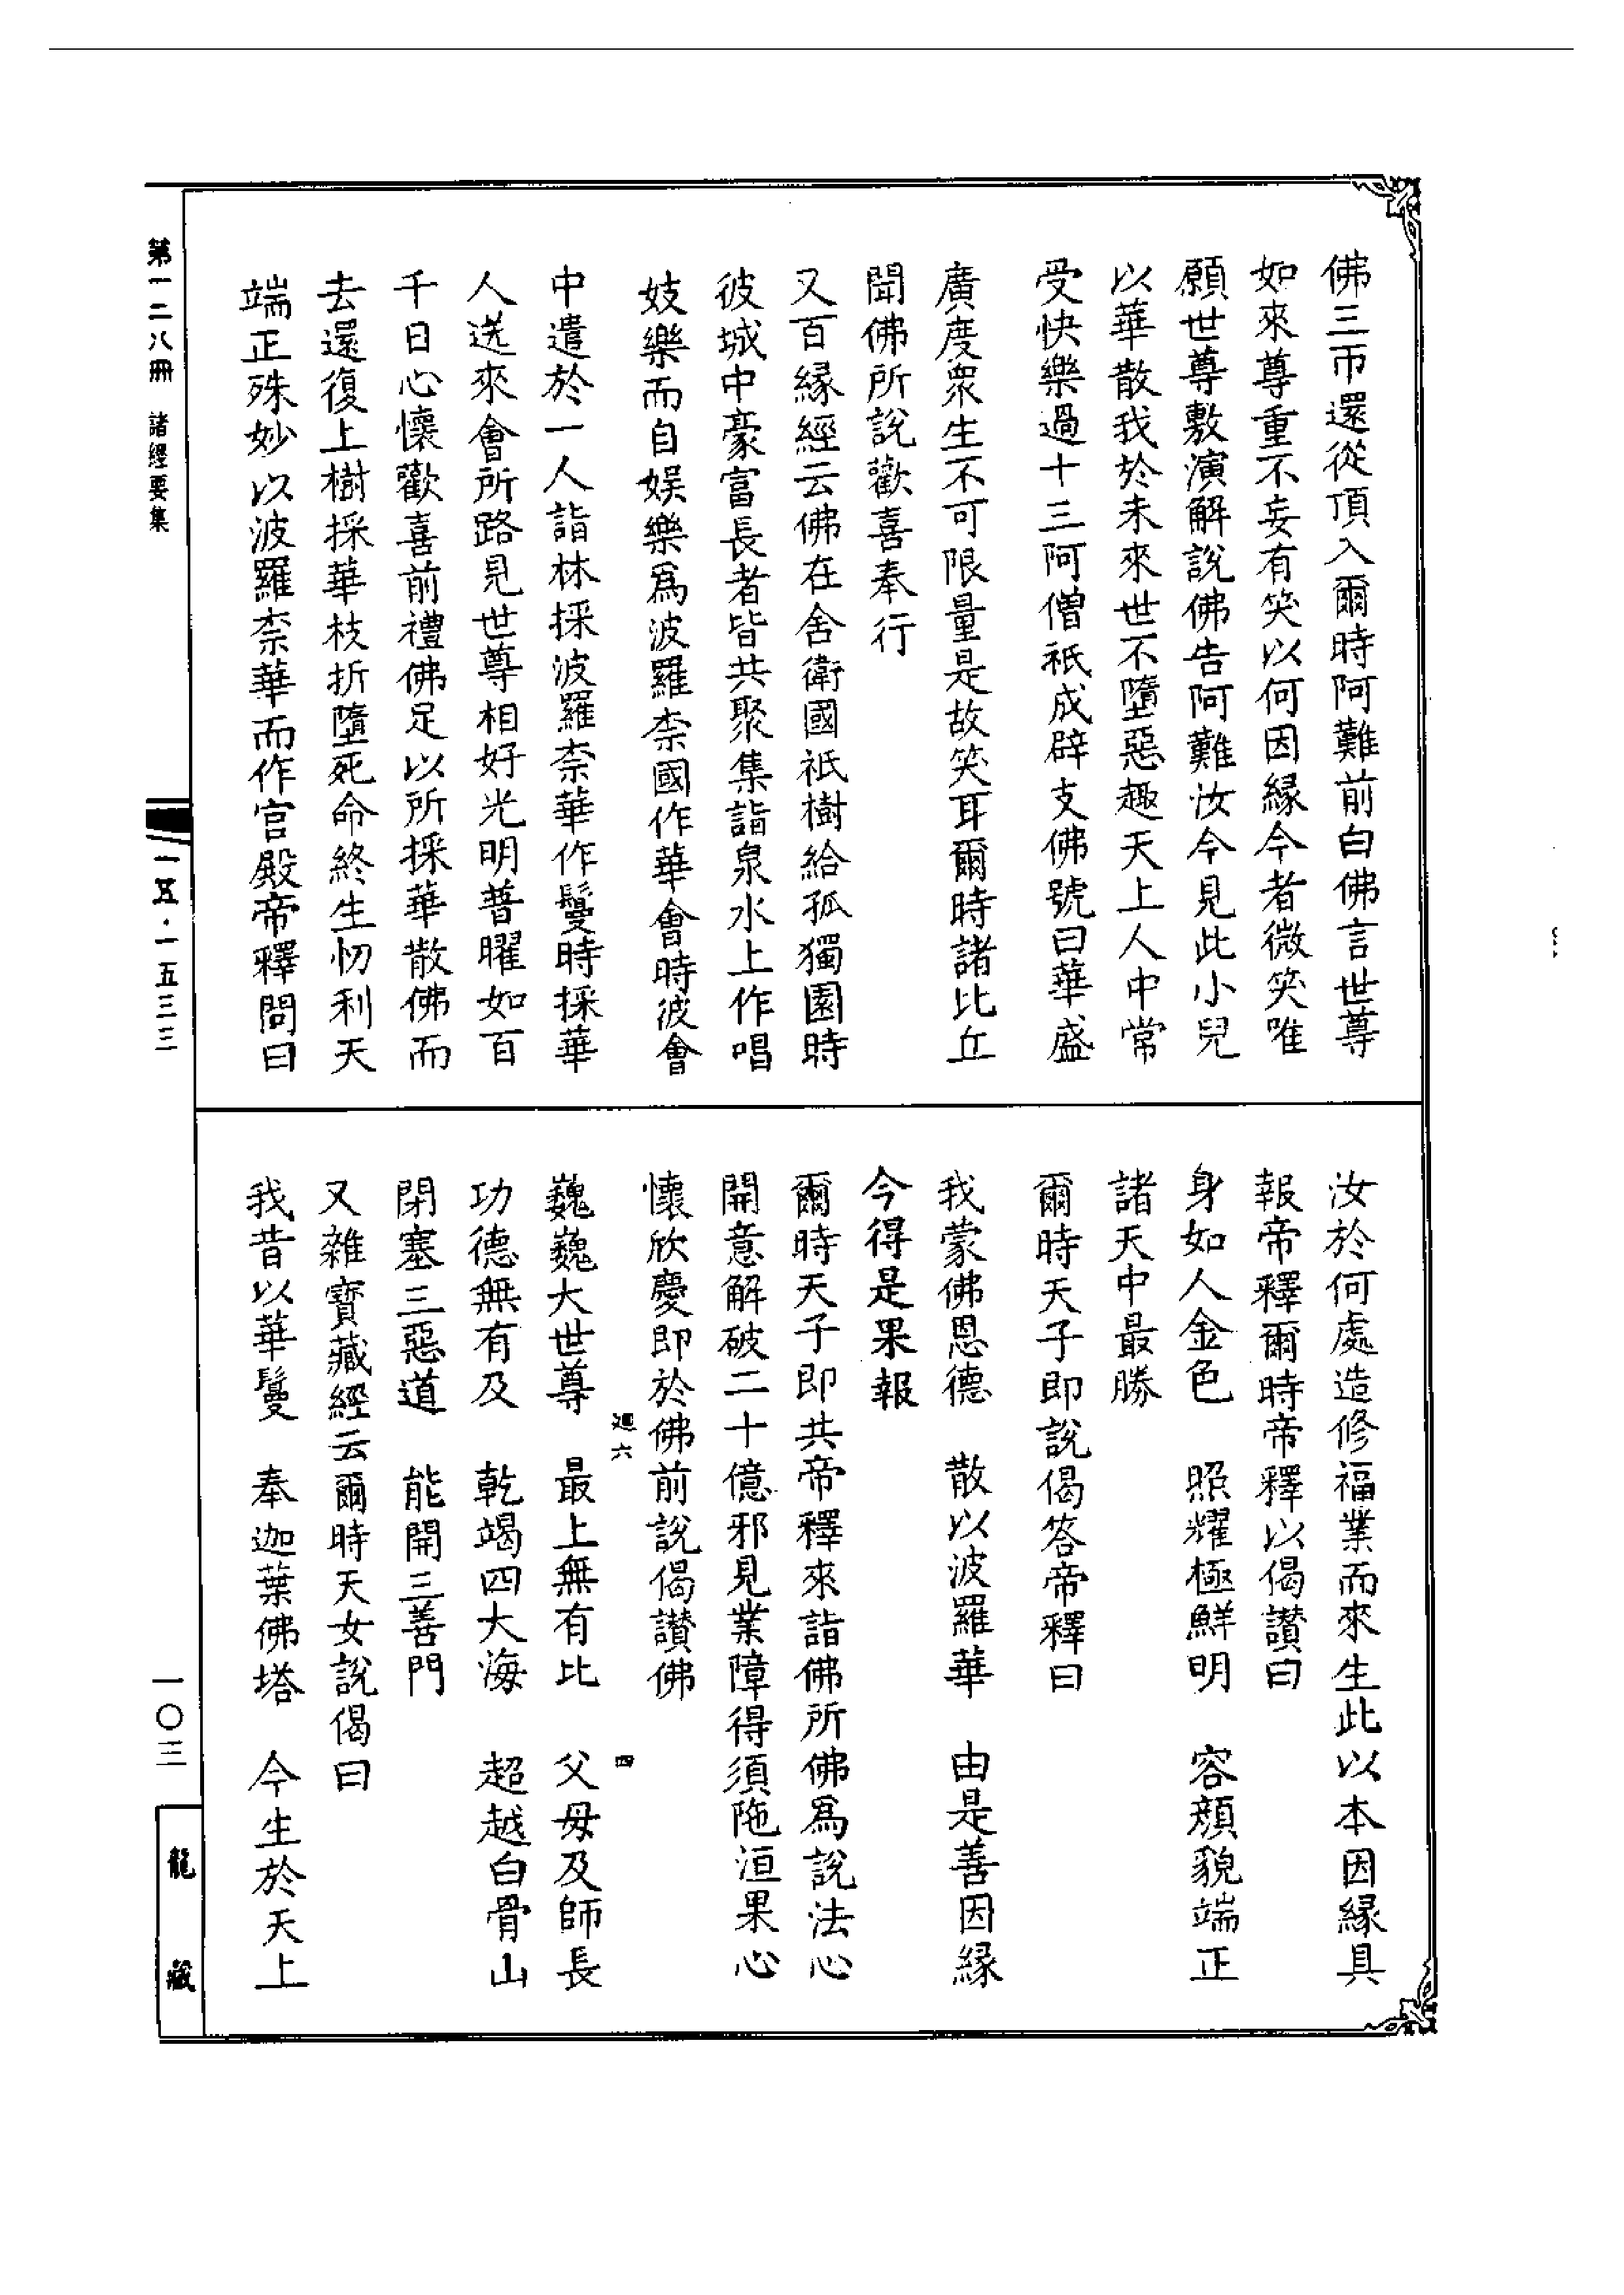 佛三帀還從頂入爾時阿難前白佛言世尊
如來尊重不妄有笑以何因緣今者微笑唯
願世尊敷演解說佛告阿難汝今見此小兒
以華散我於未來世不墮惡趣天上人中常
受快樂過十三阿僧祇成辟支佛號曰華盛
廣度衆生不可限量是故笑耳爾時諸比丘
聞佛所說歡喜奉行
又百緣經云佛在舍衛國祇樹給孤獨園時
彼城中豪富長者皆共聚集詣泉水上作唱
妓樂而自娛樂爲波羅柰國作華會時波會
中遣於一人詣林採波羅柰華作鬘時採華
人送來會所路見世尊相好光明普曜如百
千日心懷歡喜前禮佛足以所採華散佛而
去還復上樹採華枝折墮死命終生忉利天
端正殊妙以波羅柰華而作宮殿帝釋問曰
汝於何處造修福業而來生此以本因緣具
報帝釋爾時帝釋以偈讚曰
身如人金色　照耀極鮮明　容顏貌端正
諸天中最勝
爾時天子即說偈答帝釋曰
我蒙佛恩德　散以波羅華　由是善因緣
今得是果報
爾時天子即共帝釋來詣佛所佛爲說法心
開意解破二十億邪見業障得須陁洹果心
懷欣慶即於佛前說偈讚佛
迴六　四
巍巍大世尊　最上無有比　父母及師長
功德無有及　乾竭四大海　超越白骨山
閉塞三惡道　能開三善門
又雜寶藏經云爾時天女說偈曰
我昔以華鬘　奉迦葉佛塔　今生於天上
第一二八冊　諸經要集
一五·一五三三
一〇三
龍藏